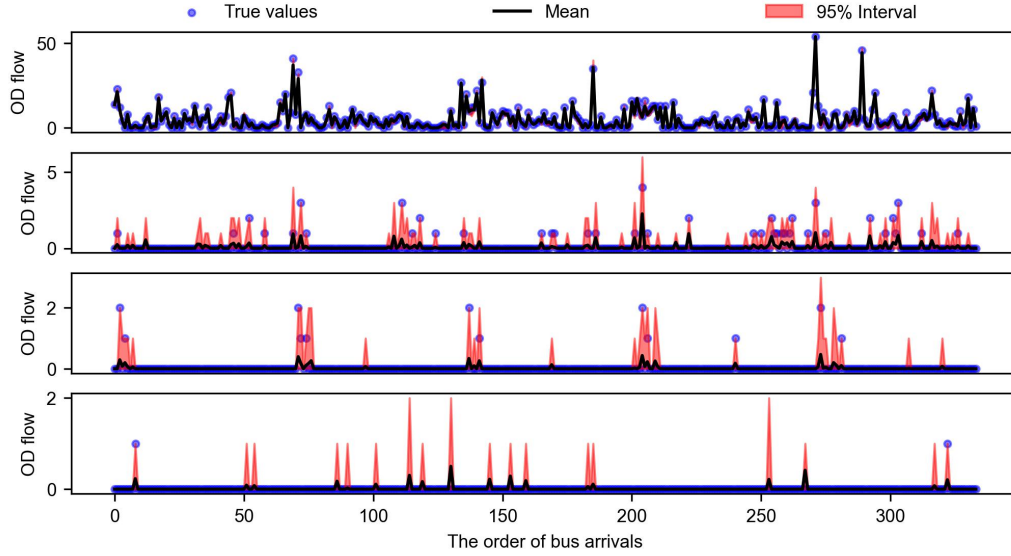 True values Mean 95% Interval
50
0
OD flow
5
0
OD flow
2
0
OD flow
2
0
OD flow
0 50 100 150 200 250 300
The order of bus arrivals